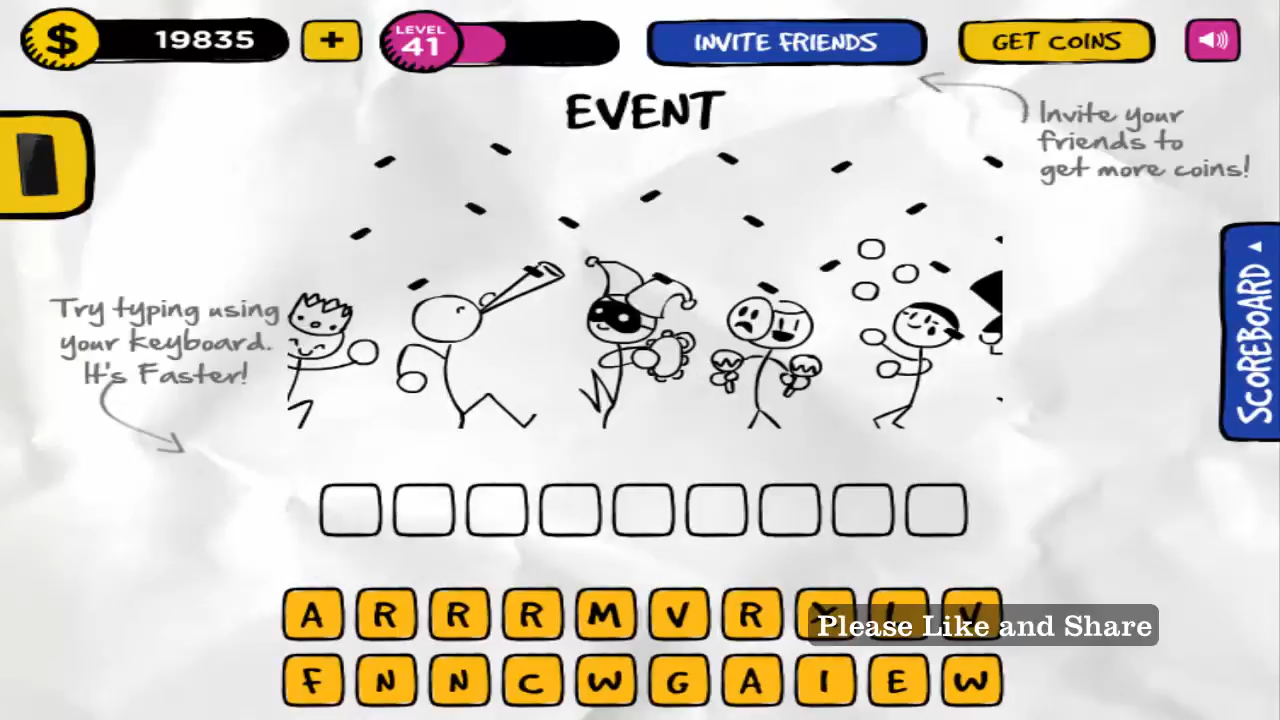 $ 19835
+
LEVEL
41
INVITE FRIENDS
GET COINS
EVENT
Invite your
friends to
get more coins!
Try typing using
your keyboard.
It's Faster!
SCOREBOARD
A R R R M V R
Please Like and Share
F N N C W G A I E W